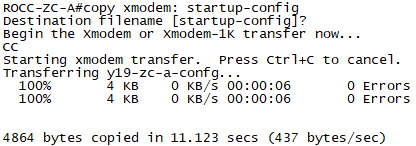 ROCC-ZC-A#copy xmodem: startup-config
Destination filename [startup-config]?
Begin the Xmodem or Xmodem-1K transfer now...
CC
Starting xmodem transfer.  Press Ctrl+C to cancel.
Transferring y19-zc-a-confg...
  100%       4 KB    0 KB/s 00:00:06       0 Errors
  100%       4 KB    0 KB/s 00:00:06       0 Errors
4864 bytes copied in 11.123 secs (437 bytes/sec)